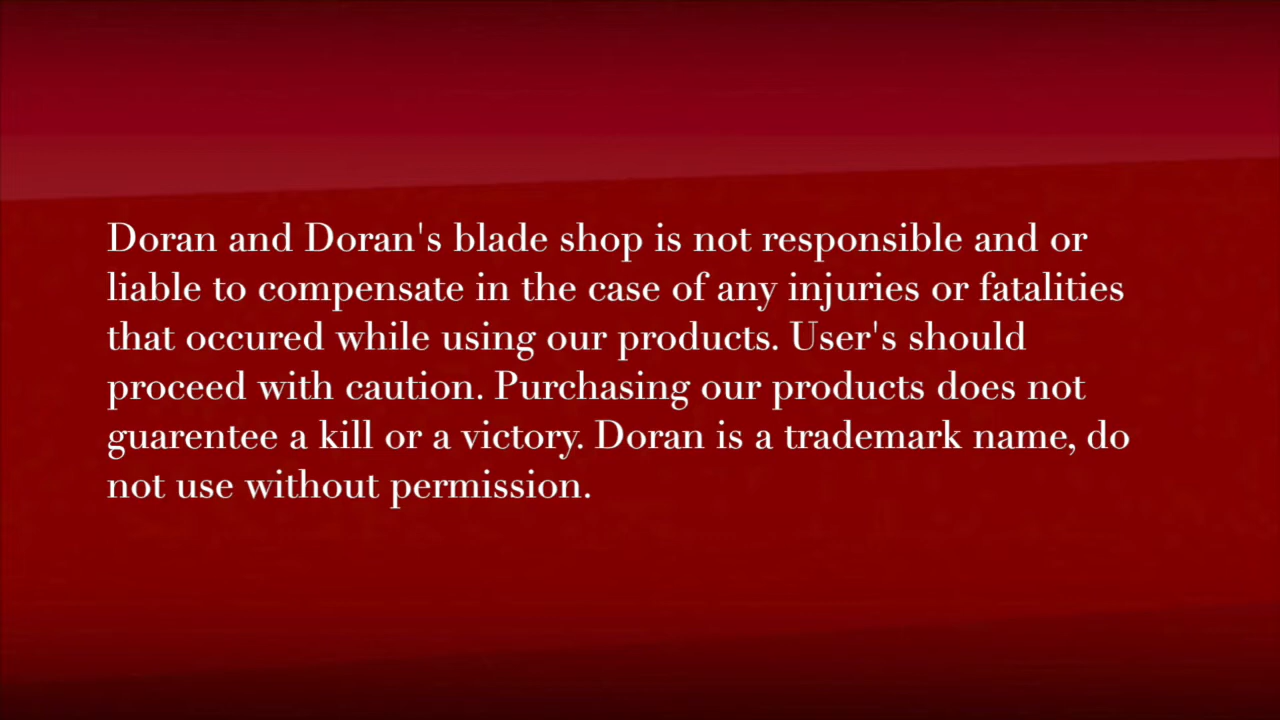 Doran and Doran's blade shop is not responsible and or
liable to compensate in the case of any injuries or fatalities
that occured while using our products. User's should
proceed with caution. Purchasing our products does not
guarentee a kill or a victory. Doran is a trademark name, do
not use without permission.